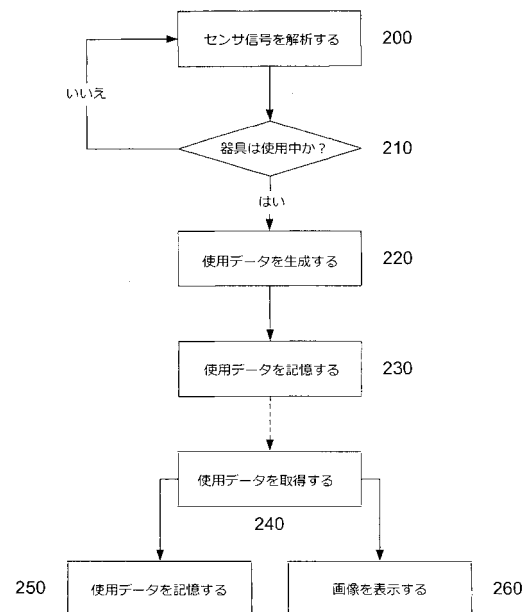 センサ信号を解析する
200
いいえ
器具は使用中か？
210
はい
使用データを生成する
220
使用データを記憶する
230
使用データを取得する
240
250
使用データを記憶する
画像を表示する
260